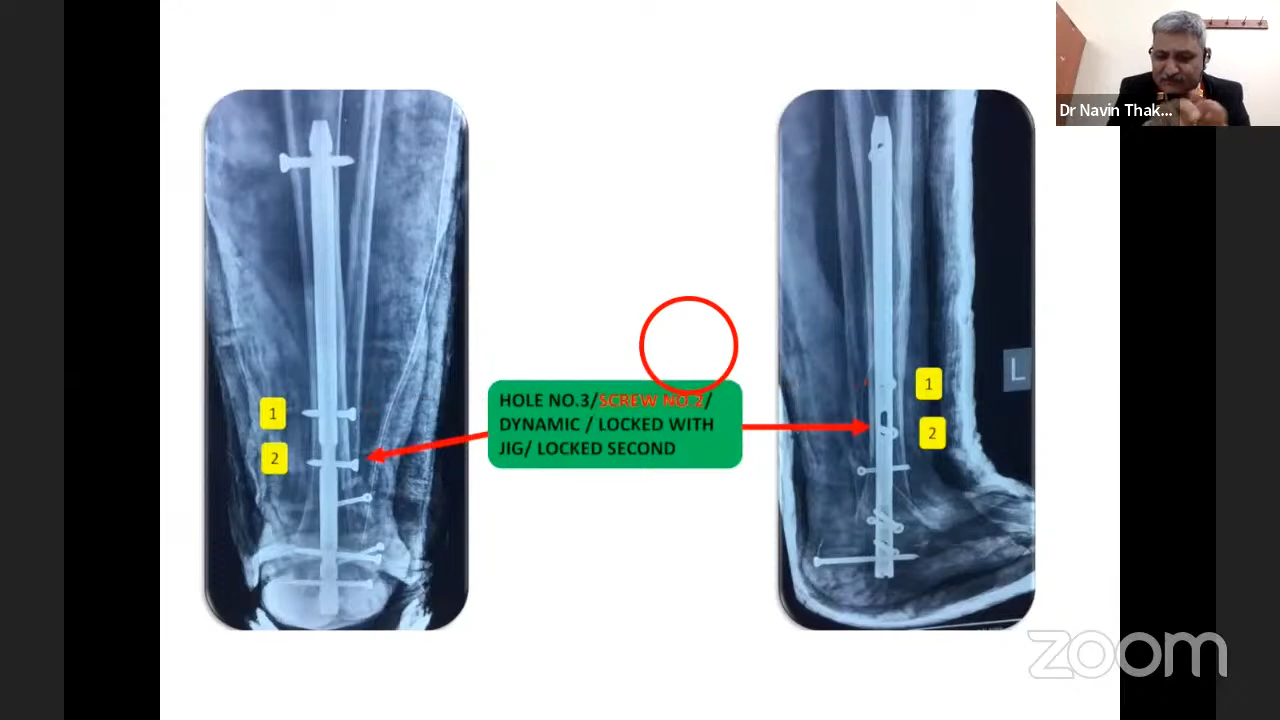 Dr Navin Thak...
L
1
2
1
2
HOLE NO.3/SCREW NO 2/
DYNAMIC / LOCKED WITH
JIG/ LOCKED SECOND
zoom